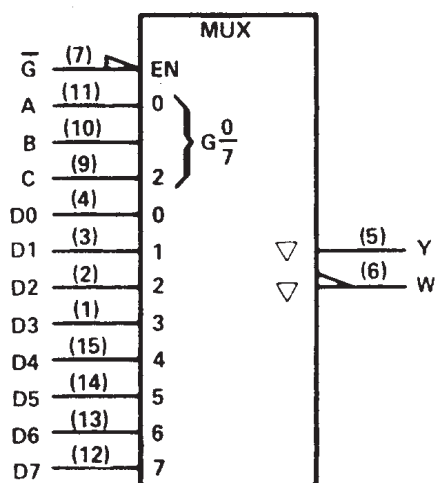 MUX
G̅ (7) EN
A (11) 0
B (10) G 0/7
C (9) 2
D0 (4) 0
D1 (3) 1 ▽ (5) Y
D2 (2) 2 ▽ (6) W
D3 (1) 3
D4 (15) 4
D5 (14) 5
D6 (13) 6
D7 (12) 7